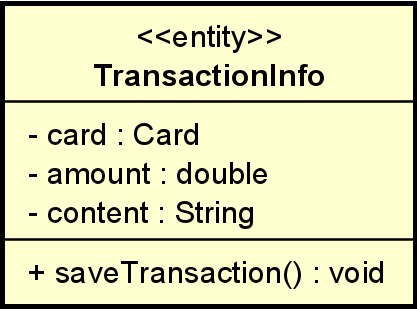 <<entity>>
TransactionInfo
- card : Card
- amount : double
- content : String
+ saveTransaction() : void